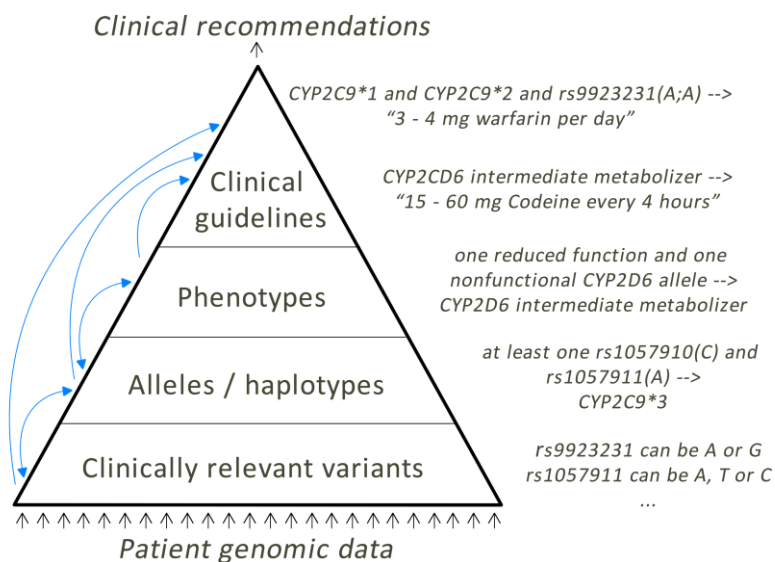 Clinical recommendations
CYP2C9*1 and CYP2C9*2 and rs9923231(A;A) -->
"3 - 4 mg warfarin per day"
Clinical
guidelines
CYP2CD6 intermediate metabolizer -->
"15 - 60 mg Codeine every 4 hours"
Phenotypes
one reduced function and one
nonfunctional CYP2D6 allele -->
CYP2D6 intermediate metabolizer
Alleles / haplotypes
at least one rs1057910(C) and
rs1057911(A) -->
CYP2C9*3
Clinically relevant variants
rs9923231 can be A or G
rs1057911 can be A, T or C
...
Patient genomic data